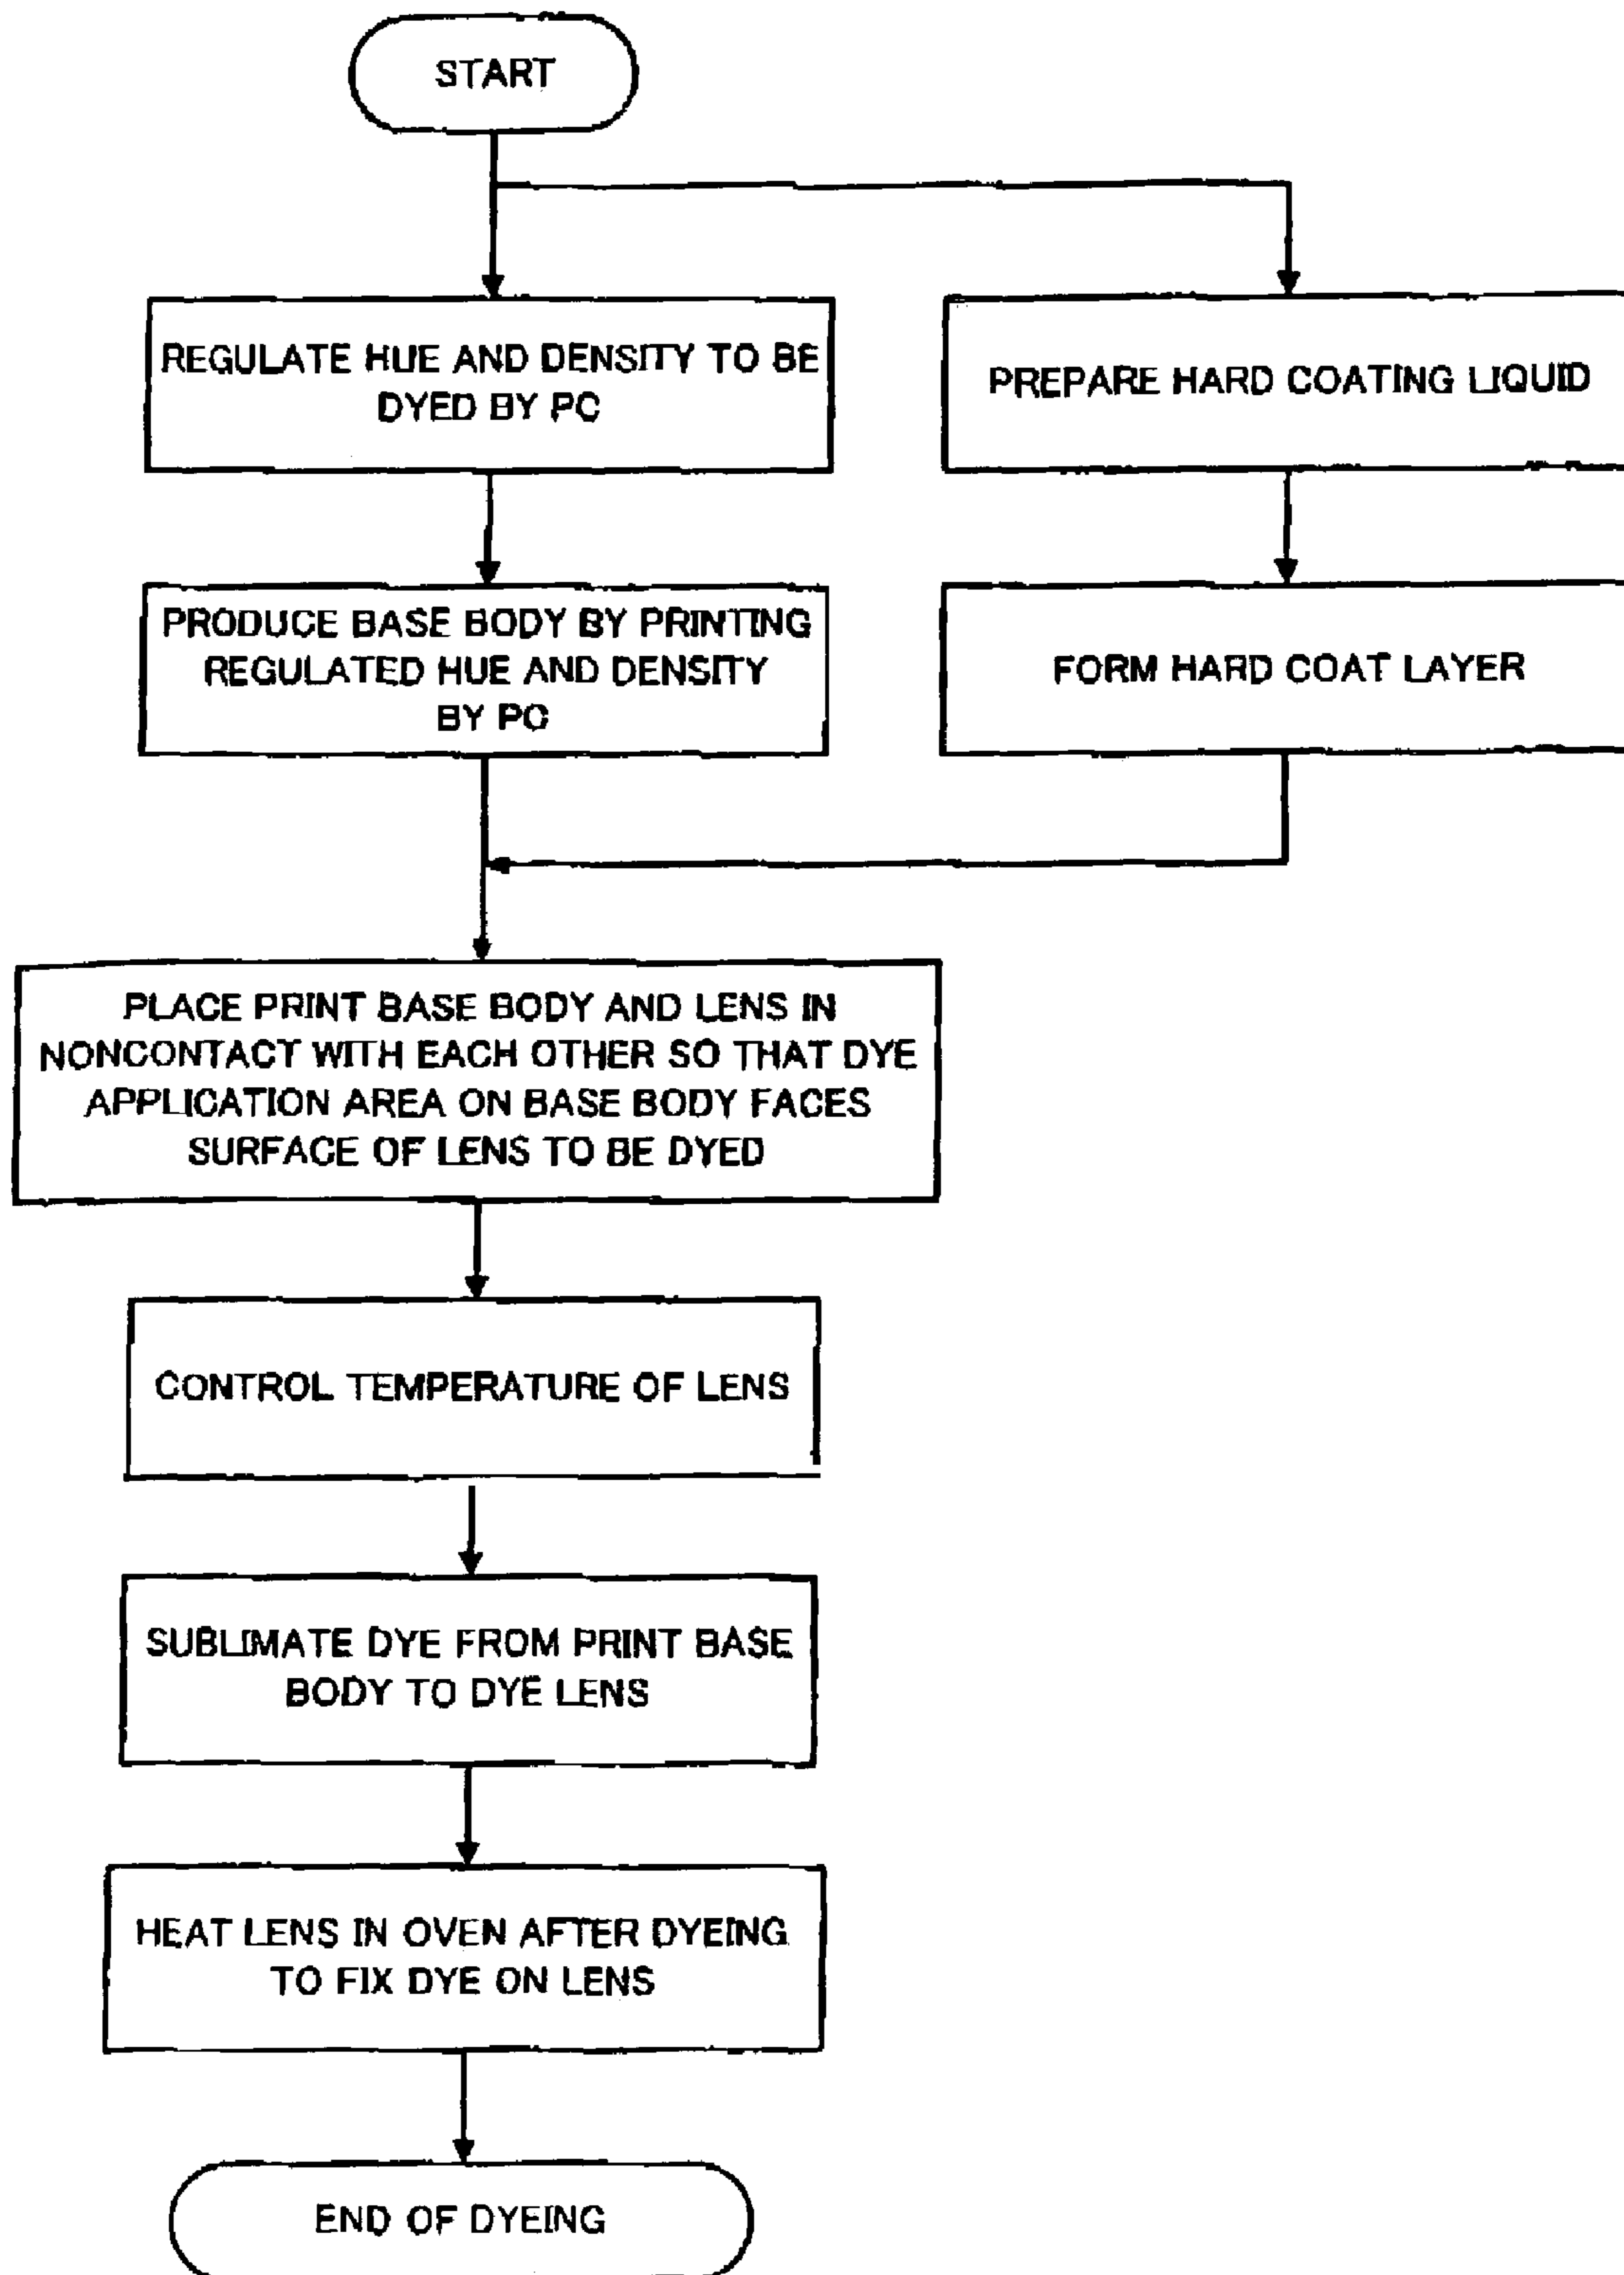 START
REGULATE HUE AND DENSITY TO BE
DYED BY PC
PREPARE HARD COATING LIQUID
PRODUCE BASE BODY BY PRINTING
REGULATED HUE AND DENSITY
BY PC
FORM HARD COAT LAYER
PLACE PRINT BASE BODY AND LENS IN
NONCONTACT WITH EACH OTHER SO THAT DYE
APPLICATION AREA ON BASE BODY FACES
SURFACE OF LENS TO BE DYED
CONTROL TEMPERATURE OF LENS
SUBLIMATE DYE FROM PRINT BASE
BODY TO DYE LENS
HEAT LENS IN OVEN AFTER DYEING
TO FIX DYE ON LENS
END OF DYEING